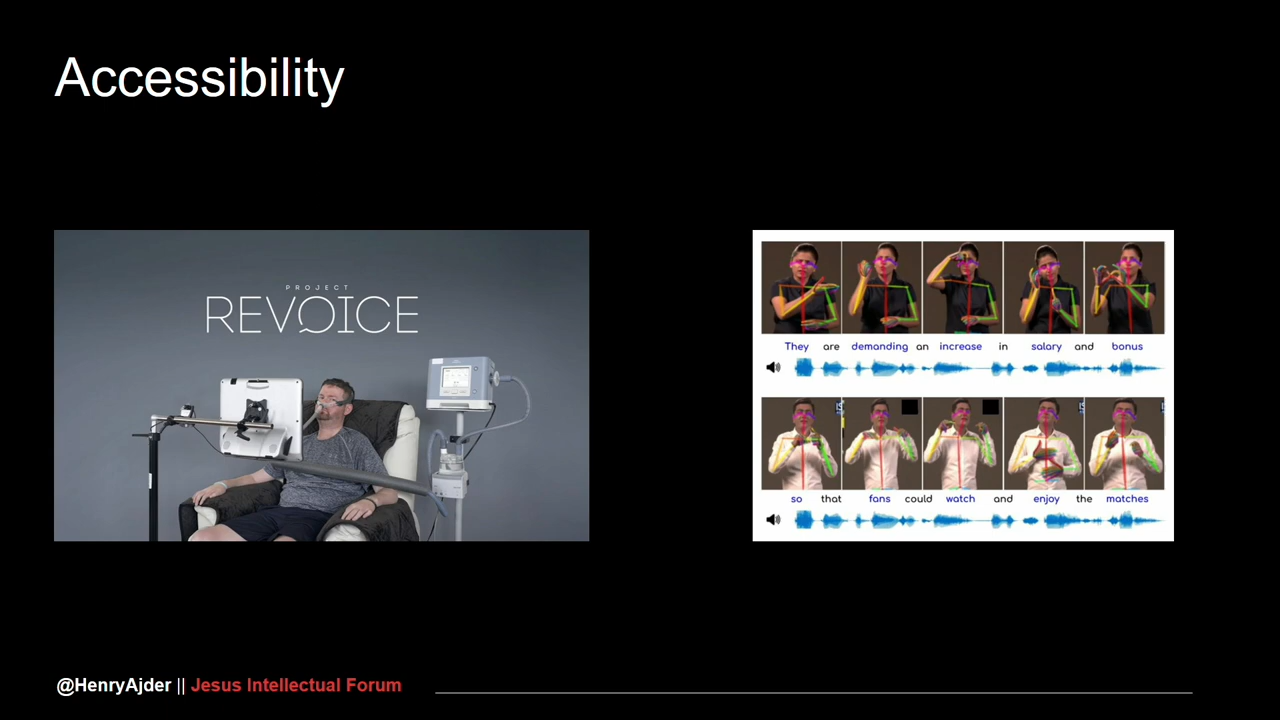 Accessibility
PROJECT
REVOICE
They are demanding an increase in salary and bonus
so that fans could watch and enjoy the matches
@HenryAjder || Jesus Intellectual Forum